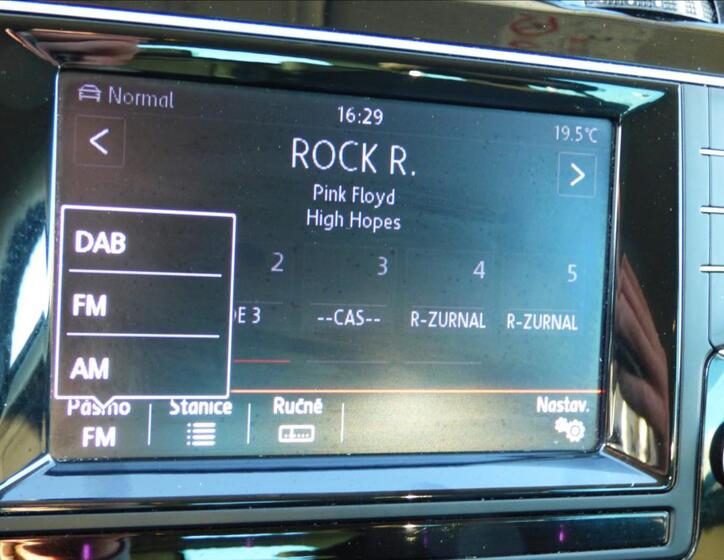 Normal
16:29
19.5°C
<
ROCK R.
>
Pink Floyd
High Hopes
DAB
FM
AM
2
3
4
5
DE 3
--CAS--
R-ZURNAL
R-ZURNAL
Pásmo
Stanice
Ručně
Nastav.
FM